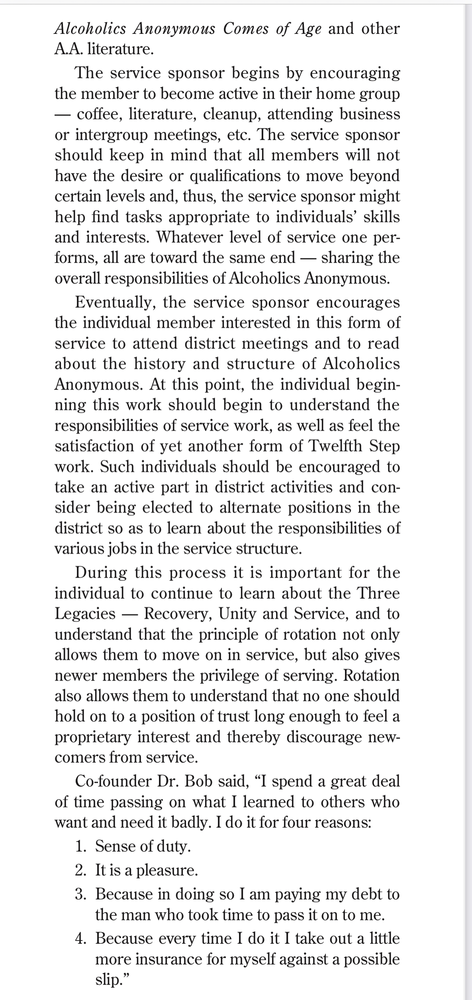 Alcoholics Anonymous Comes of Age and other
A.A. literature.
The service sponsor begins by encouraging
the member to become active in their home group
— coffee, literature, cleanup, attending business
or intergroup meetings, etc. The service sponsor
should keep in mind that all members will not
have the desire or qualifications to move beyond
certain levels and, thus, the service sponsor might
help find tasks appropriate to individuals’ skills
and interests. Whatever level of service one per-
forms, all are toward the same end — sharing the
overall responsibilities of Alcoholics Anonymous.
Eventually, the service sponsor encourages
the individual member interested in this form of
service to attend district meetings and to read
about the history and structure of Alcoholics
Anonymous. At this point, the individual begin-
ning this work should begin to understand the
responsibilities of service work, as well as feel the
satisfaction of yet another form of Twelfth Step
work. Such individuals should be encouraged to
take an active part in district activities and con-
sider being elected to alternate positions in the
district so as to learn about the responsibilities of
various jobs in the service structure.
During this process it is important for the
individual to continue to learn about the Three
Legacies — Recovery, Unity and Service, and to
understand that the principle of rotation not only
allows them to move on in service, but also gives
newer members the privilege of serving. Rotation
also allows them to understand that no one should
hold on to a position of trust long enough to feel a
proprietary interest and thereby discourage new-
comers from service.
Co-founder Dr. Bob said, “I spend a great deal
of time passing on what I learned to others who
want and need it badly. I do it for four reasons:
1. Sense of duty.
2. It is a pleasure.
3. Because in doing so I am paying my debt to
the man who took time to pass it on to me.
4. Because every time I do it I take out a little
more insurance for myself against a possible
slip.”